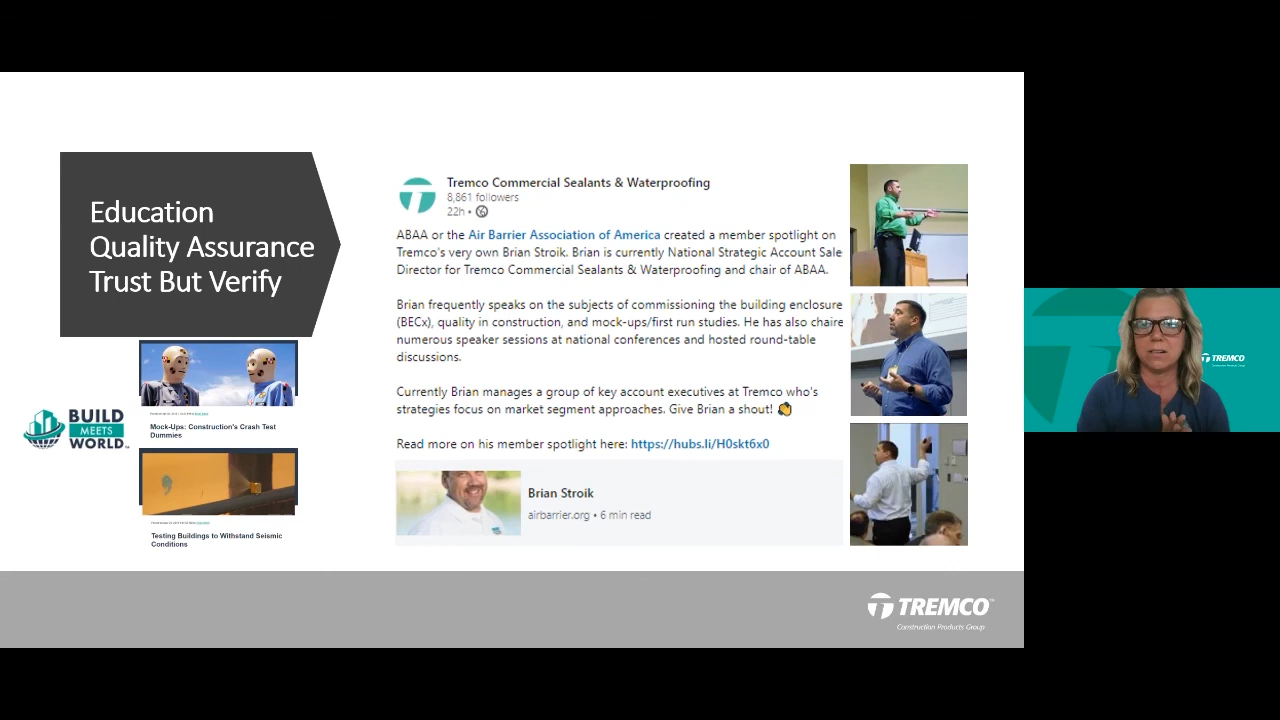 Education
Quality Assurance
Trust But Verify
BUILD
MEETS
WORLD
Mock-Ups: Construction's Crash Test
Dummies
Testing Buildings to Withstand Seismic
Conditions
Tremco Commercial Sealants & Waterproofing
8,861 followers
22h •
ABAA or the Air Barrier Association of America created a member spotlight on
Tremco's very own Brian Stroik. Brian is currently National Strategic Account Sale
Director for Tremco Commercial Sealants & Waterproofing and chair of ABAA.
Brian frequently speaks on the subjects of commissioning the building enclosure
(BECx), quality in construction, and mock-ups/first run studies. He has also chaire
numerous speaker sessions at national conferences and hosted round-table
discussions.
Currently Brian manages a group of key account executives at Tremco who's
strategies focus on market segment approaches. Give Brian a shout! 👏
Read more on his member spotlight here: https://hubs.li/H0skt6x0
Brian Stroik
airbarrier.org • 6 min read
TREMCO™
Construction Products Group
TREMCO